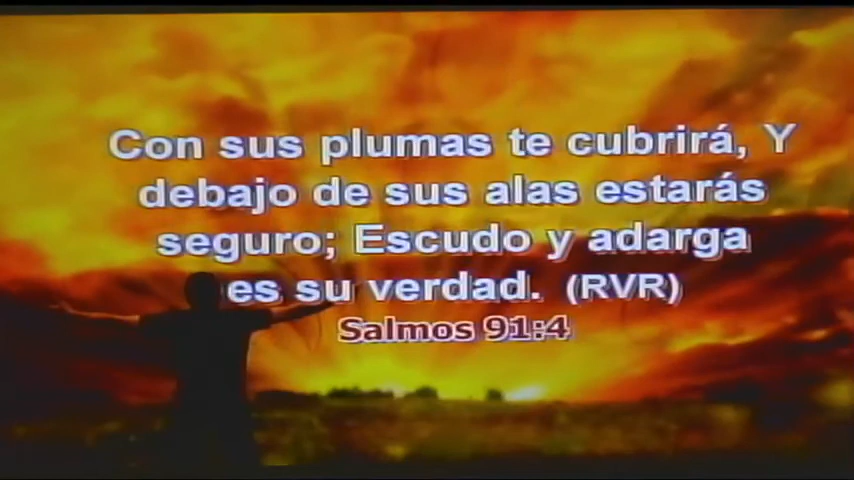 Con sus plumas te cubrirá, Y
debajo de sus alas estarás
seguro; Escudo y adarga
es su verdad. (RVR)
Salmos 91:4